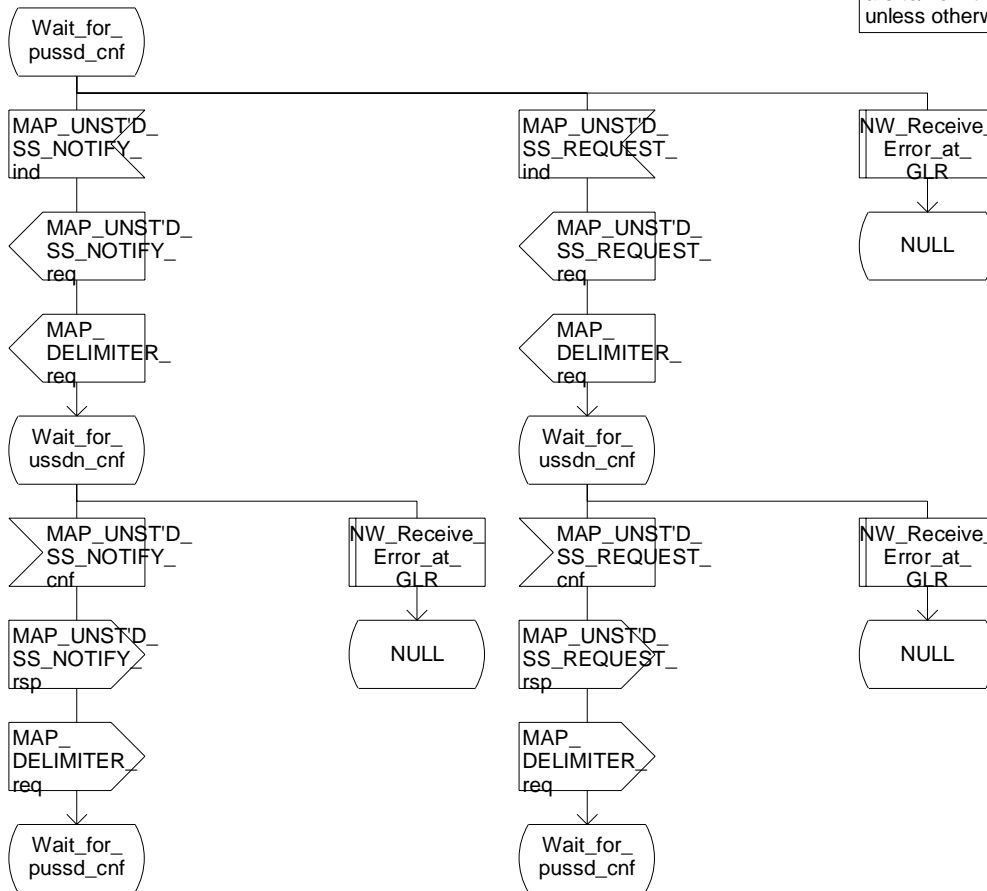 unless otherw
Wait_for_
pussd_cnf
MAP_UNST'D_
SS_NOTIFY_
ind
MAP_UNST'D_
SS_REQUEST_
ind
NW_Receive_
Error_at_
GLR
MAP_UNST'D_
SS_NOTIFY_
req
MAP_UNST'D_
SS_REQUEST_
req
NULL
MAP_
DELIMITER_
req
MAP_
DELIMITER_
req
Wait_for_
ussdn_cnf
Wait_for_
ussdn_cnf
MAP_UNST'D_
SS_NOTIFY_
cnf
NW_Receive_
Error_at_
GLR
MAP_UNST'D_
SS_REQUEST_
cnf
NW_Receive_
Error_at_
GLR
MAP_UNST'D_
SS_NOTIFY_
rsp
NULL
MAP_UNST'D_
SS_REQUEST_
rsp
NULL
MAP_
DELIMITER_
req
MAP_
DELIMITER_
req
Wait_for_
pussd_cnf
Wait_for_
pussd_cnf